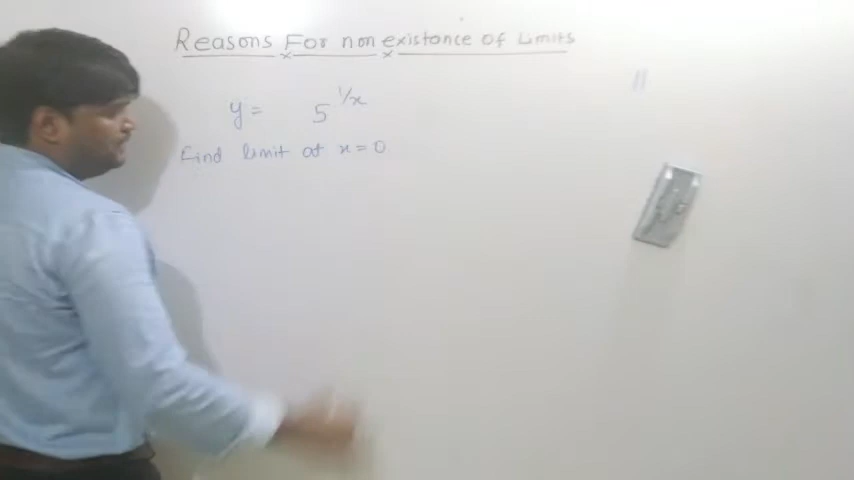 Reasons For non existance of Limits
y = 5^1/x
Find limit at x = 0